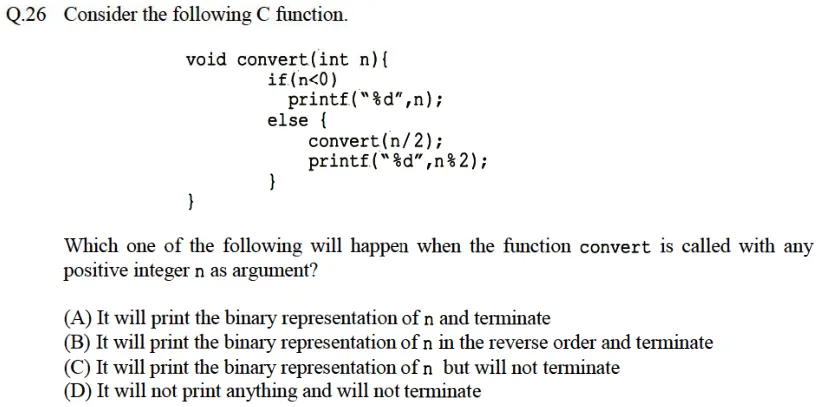 Q.26 Consider the following C function.
void convert(int n){
if(n<0)
printf("%d",n);
else {
convert(n/2);
printf("%d",n%2);
}
}
Which one of the following will happen when the function convert is called with any
positive integer n as argument?
(A) It will print the binary representation of n and terminate
(B) It will print the binary representation of n in the reverse order and terminate
(C) It will print the binary representation of n but will not terminate
(D) It will not print anything and will not terminate